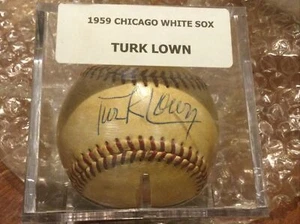 1959 CHICAGO WHITE SOX
TURK LOWN
Turk Lown